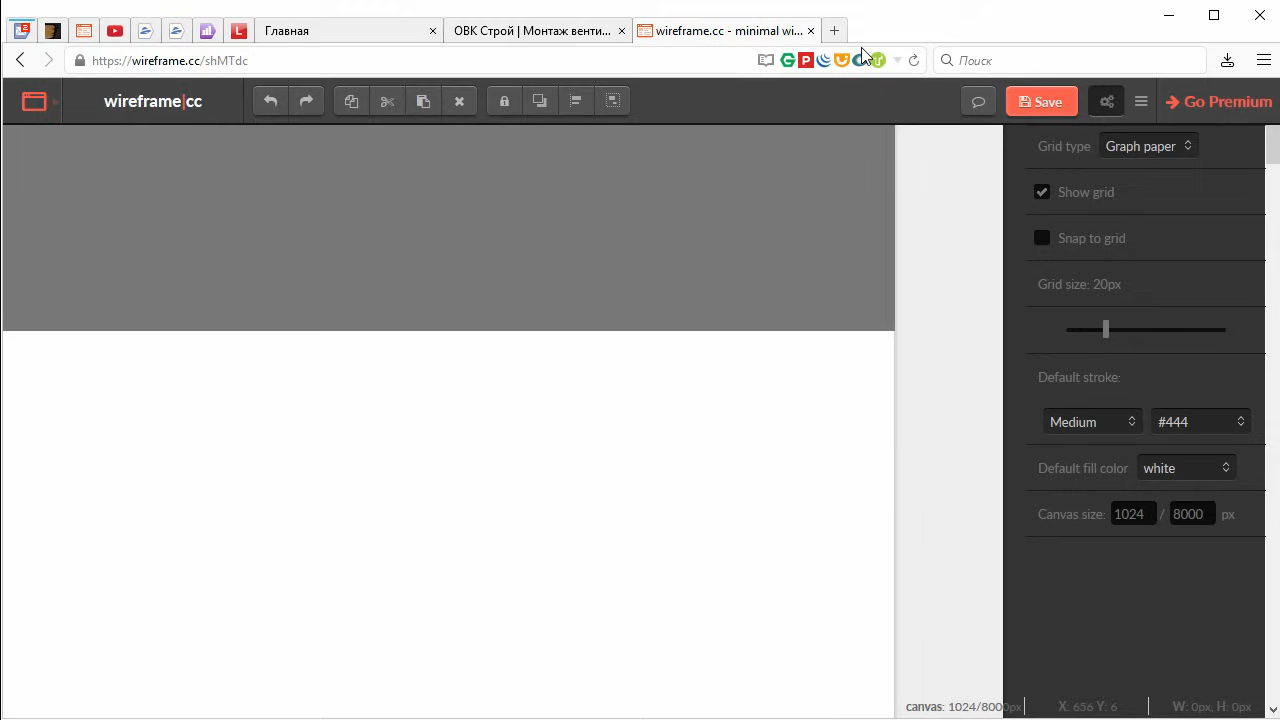 Главная
ОВК Строй | Монтаж венти...
wireframe.cc - minimal wi...
https://wireframe.cc/shMTdc
Поиск
wireframe|cc
Save
Go Premium
Grid type Graph paper
Show grid
Snap to grid
Grid size: 20px
Default stroke:
Medium #444
Default fill color white
Canvas size: 1024 / 8000 px
canvas: 1024/8000px X: 656 Y: 6 W: 0px, H: 0px